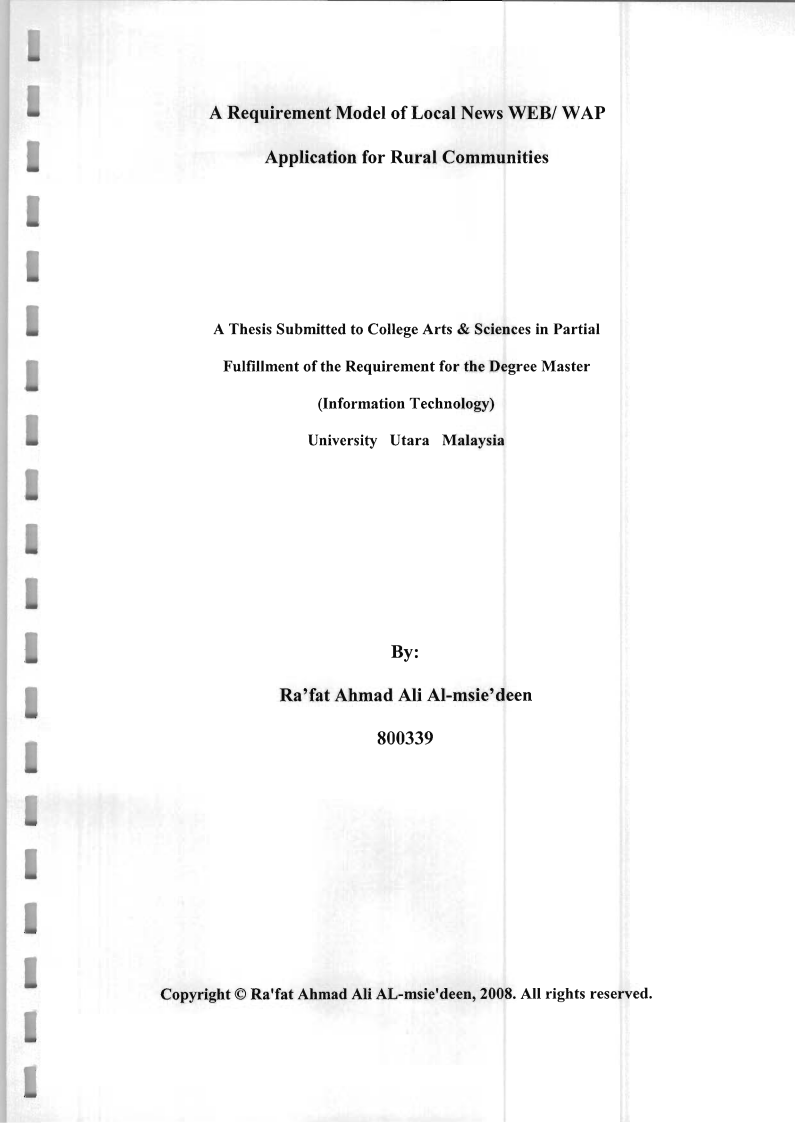 A Requirement Model of Local News WEB/ WAP
Application for Rural Communities
A Thesis Submitted to College Arts & Sciences in Partial
Fulfillment of the Requirement for the Degree Master
(Information Technology)
University Utara Malaysia
By:
Ra’fat Ahmad Ali Al-msie’deen
800339
Copyright © Ra'fat Ahmad Ali AL-msie'deen, 2008. All rights reserved.